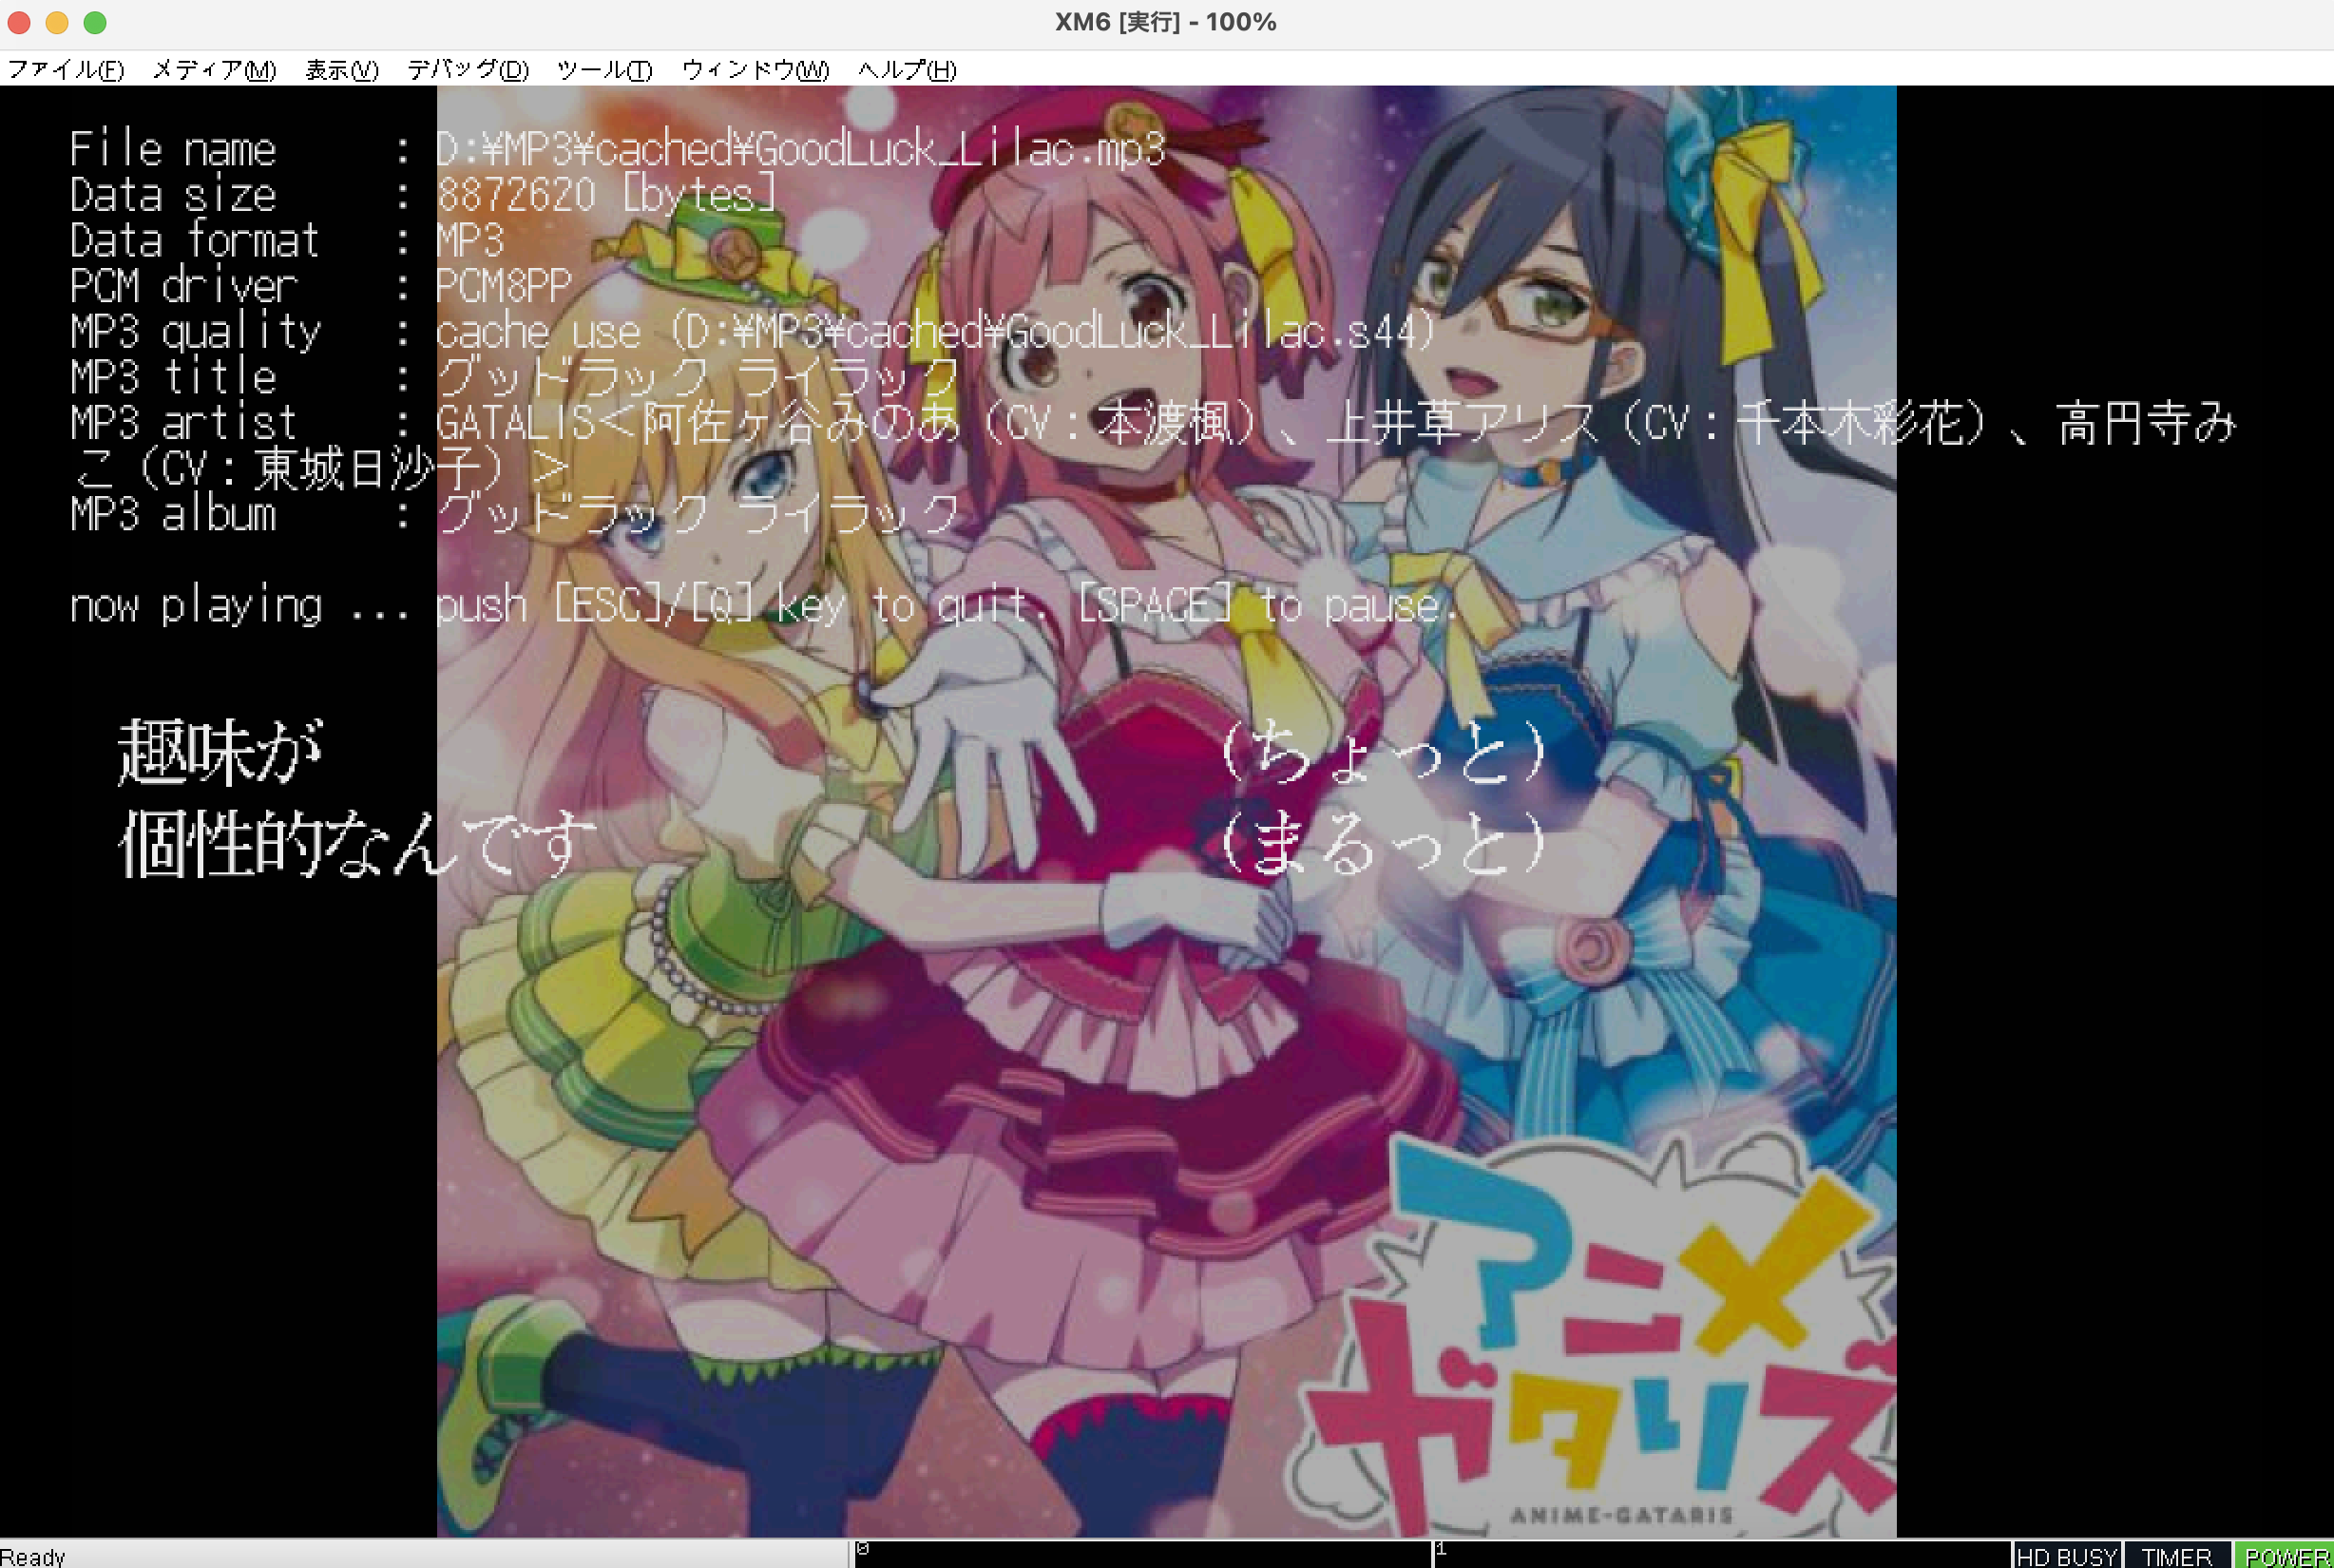 XM6 [実行] - 100%
ファイル(F) メディア(M) 表示(V) デバッグ(D) ツール(T) ウィンドウ(W) ヘルプ(H)
File name : D:¥MP3¥cached¥GoodLuck_Lilac.mp3
Data size : 8872620 [bytes]
Data format : MP3
PCM driver : PCM8PP
MP3 quality : cache use (D:¥MP3¥cached¥GoodLuck_Lilac.s44)
MP3 title : グッドラック ライラック
MP3 artist : GATALIS<阿佐ヶ谷みのあ（CV：本渡楓）、上井草アリス（CV：千本木彩花）、高円寺み
こ（CV：東城日沙子）＞
MP3 album : グッドラック ライラック
now playing ... push [ESC]/[Q] key to quit. [SPACE] to pause.
趣味が (ちょっと)
個性的なんです (まるっと)
アニメ
ガタリズ
ANIME-GATARIS
Ready 0 1 HD BUSY TIMER POWER